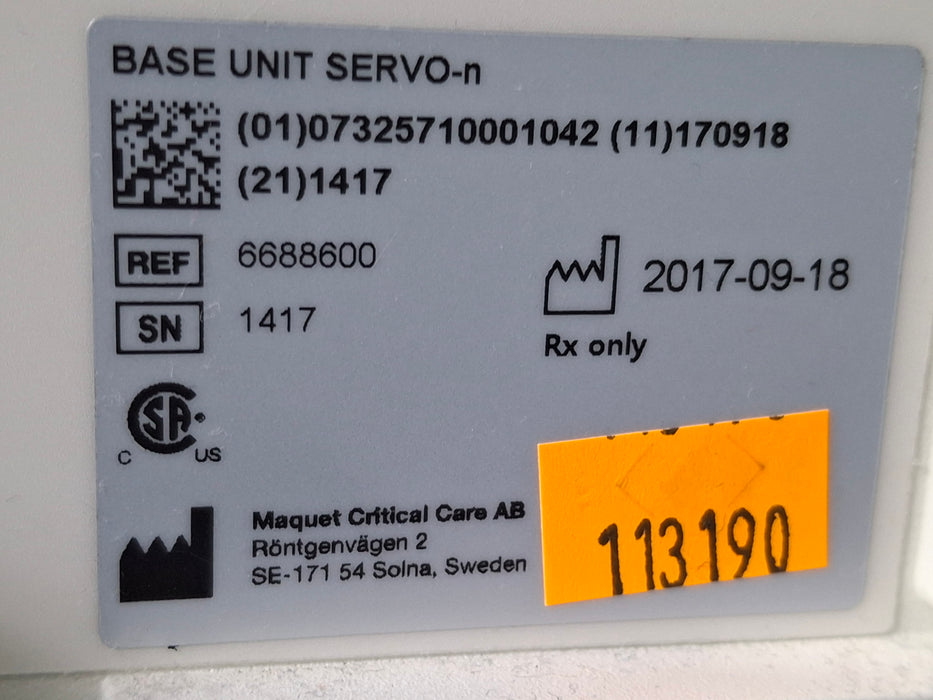 BASE UNIT SERVO-n
(01)07325710001042 (11)170918
(21)1417
REF 6688600
SN 1417
2017-09-18
Rx only
CSA
C US
Maquet Critical Care AB
Röntgenvägen 2
SE-171 54 Solna, Sweden
113190